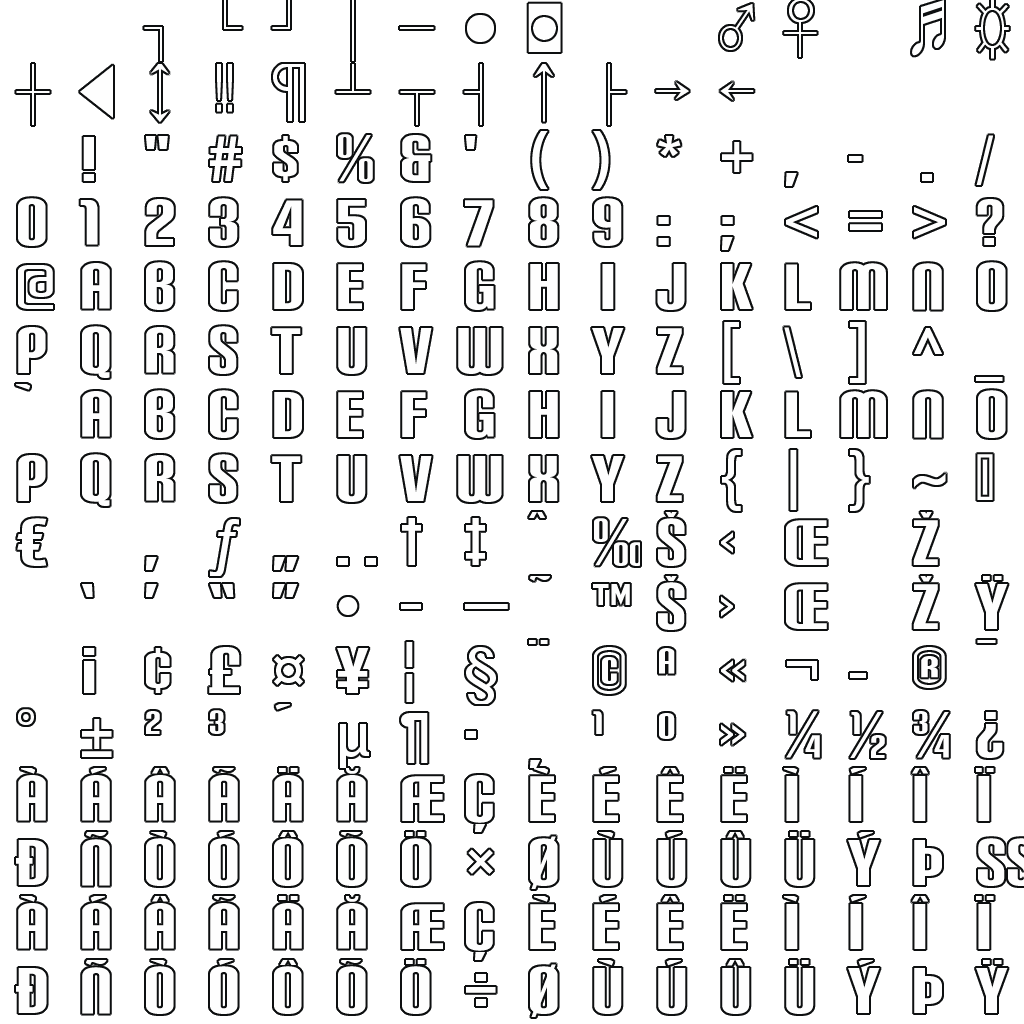 ┐ └ ┘ │ ─ ○ ◘ ♂ ♀ ♫ ☼
┼ ◄ ↕ ‼ ¶ ┴ ┬ ┤ ↑ ├ → ←
! " # $ % & ' ( ) * + , - . /
0 1 2 3 4 5 6 7 8 9 : ; < = > ?
@ A B C D E F G H I J K L M N O
P Q R S T U V W X Y Z [ \ ] ^ _
` A B C D E F G H I J K L M N O
P Q R S T U V W X Y Z { | } ~ ▯
€ ‚ ƒ „ … † ‡ ˆ ‰ Š ‹ Œ Ž
‘ ’ “ ” • – — ˜ ™ Š › Œ Ž Ÿ
¡ ¢ £ ¤ ¥ ¦ § ¨ © ª « ¬ - ® ¯
° ± ² ³ ´ µ ¶ · ¹ º » ¼ ½ ¾ ¿
À Á Â Ã Ä Å Æ Ç È É Ê Ë Ì Í Î Ï
Ð Ñ Ò Ó Ô Õ Ö × Ø Ù Ú Û Ü Ý Þ SS
À Á Â Ã Ä Å Æ Ç È É Ê Ë Ì Í Î Ï
Ð Ñ Ò Ó Ô Õ Ö ÷ Ø Ù Ú Û Ü Ý Þ Ÿ